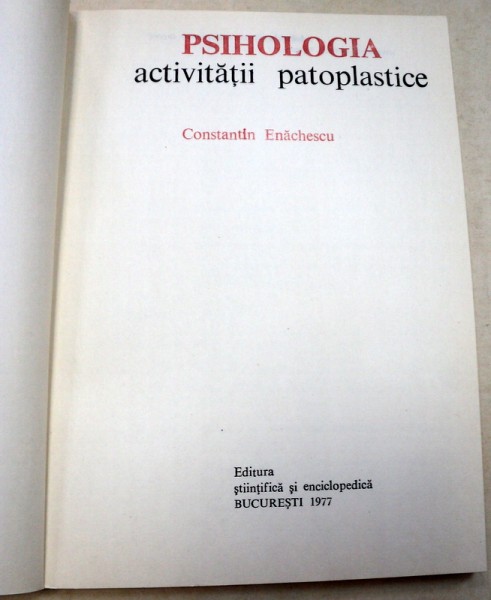 PSIHOLOGIA
activității patoplastice
Constantin Enăchescu
Editura
științifică și enciclopedică
BUCUREȘTI 1977